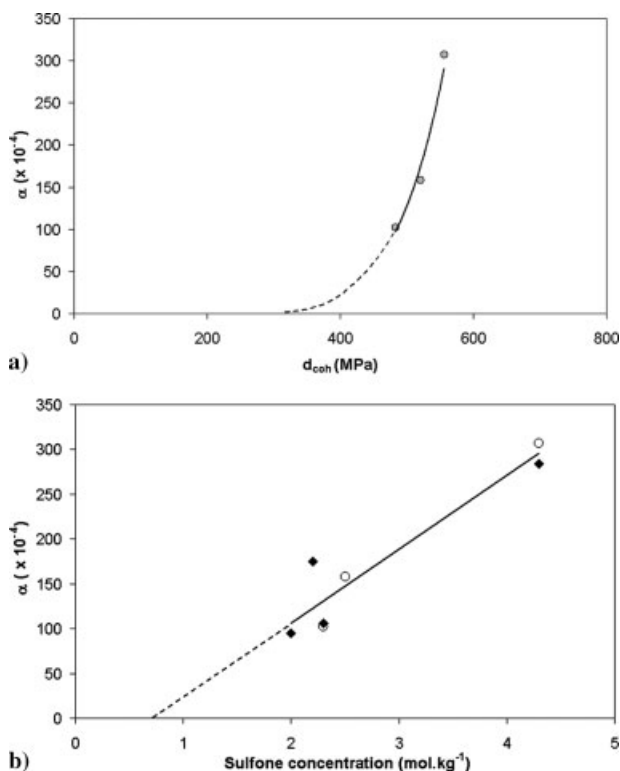 350
300
250
200
150
100
50
0
α (x 10⁻⁴)
0 200 400 600 800
d_coh (MPa)
a)
350
300
250
200
150
100
50
0
α ( x 10⁻⁴)
0 1 2 3 4 5
Sulfone concentration (mol.kg⁻¹)
b)